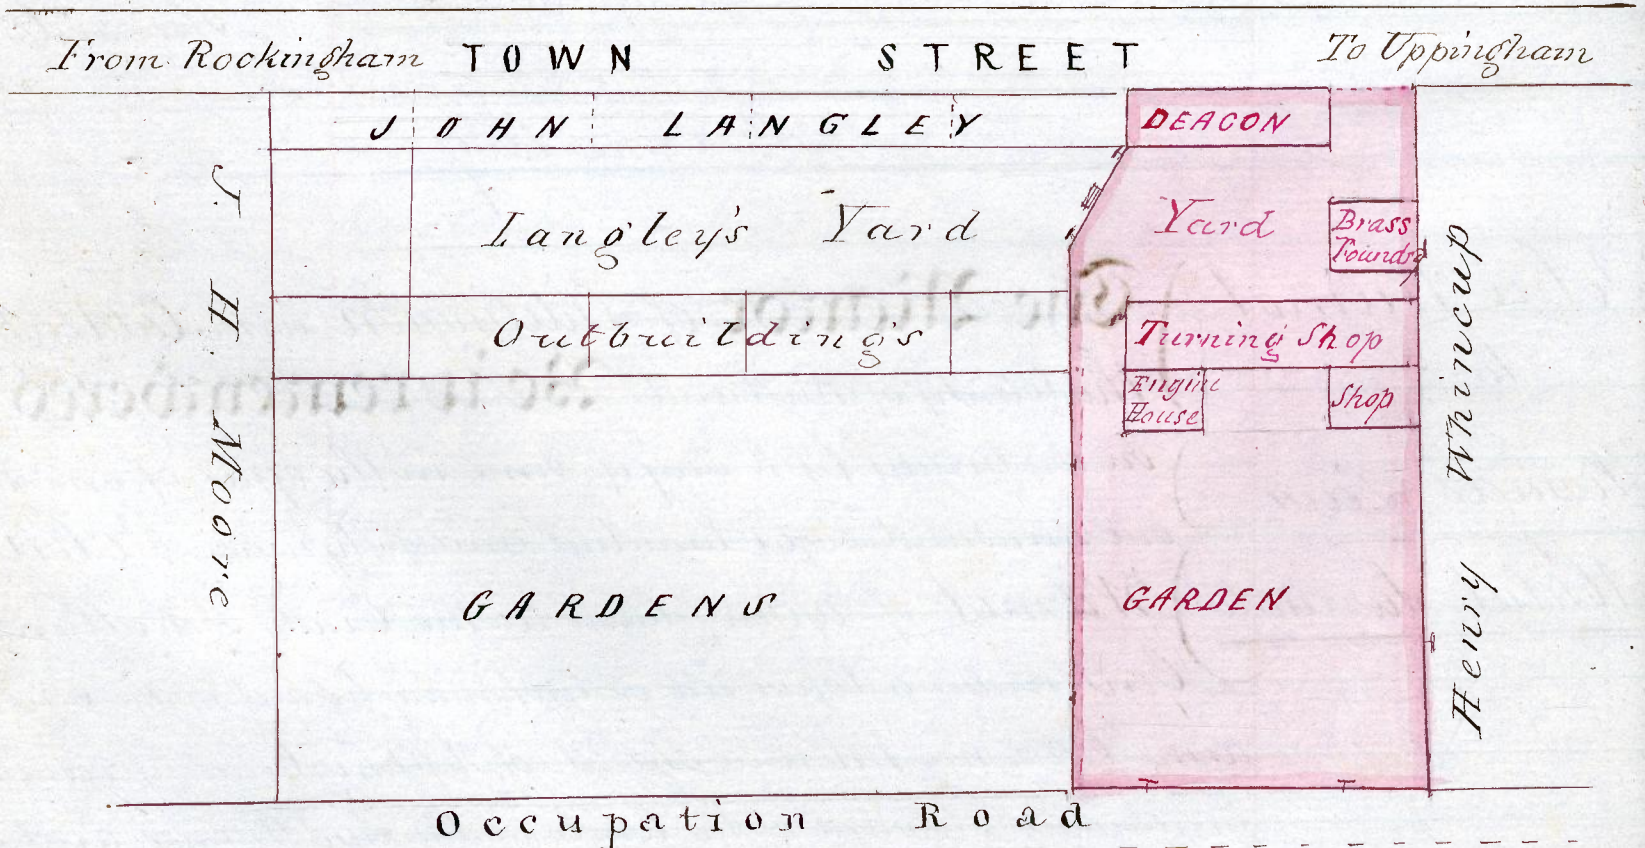 From Rockingham TOWN STREET To Uppingham
JOHN LANGLEY
DEACON
J. H. Moore
Langley's Yard
Yard
Brass
Foundry
Outbuildings
Turning Shop
Engine
House
Shop
Henry Whincup
GARDENS
GARDEN
Occupation Road